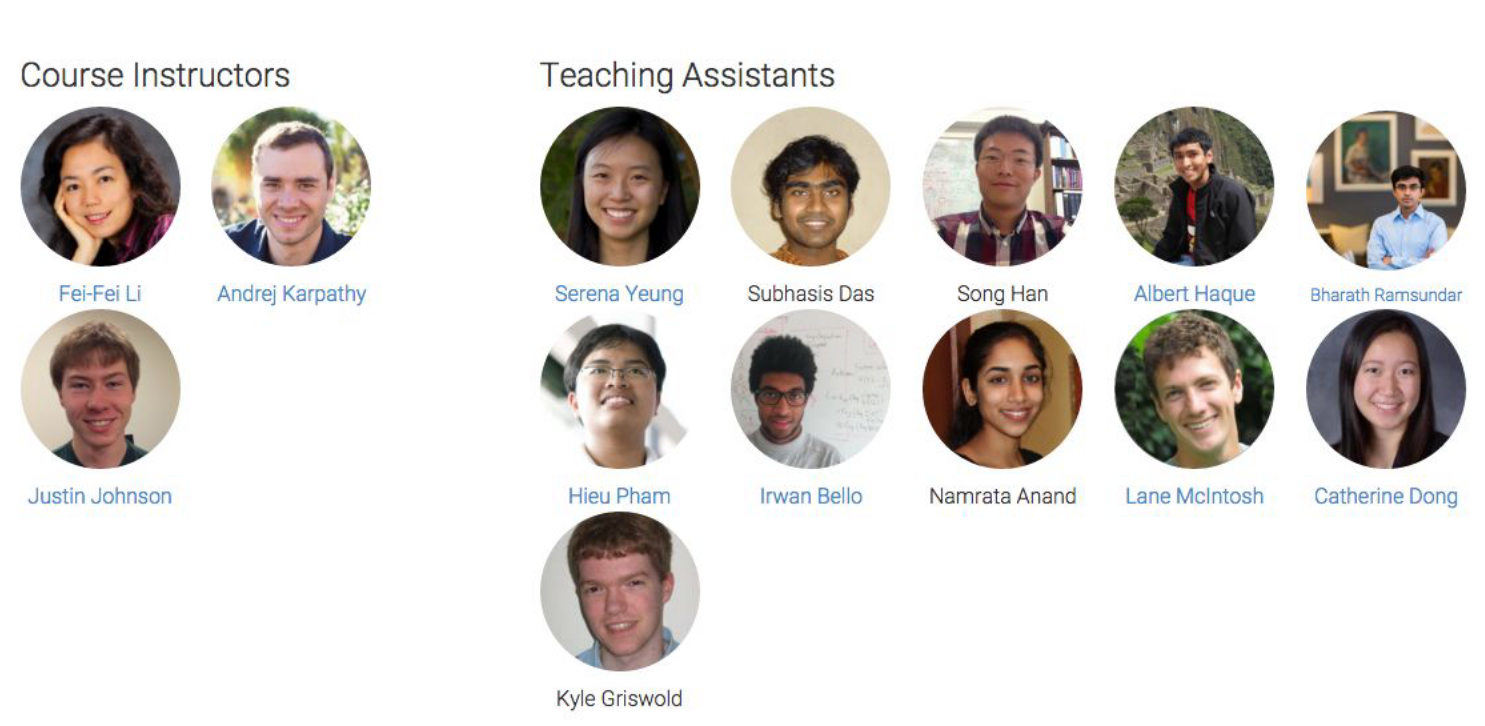 Course Instructors
Fei-Fei Li
Andrej Karpathy
Justin Johnson
Teaching Assistants
Serena Yeung
Subhasis Das
Song Han
Albert Haque
Bharath Ramsundar
Hieu Pham
Irwan Bello
Namrata Anand
Lane McIntosh
Catherine Dong
Kyle Griswold